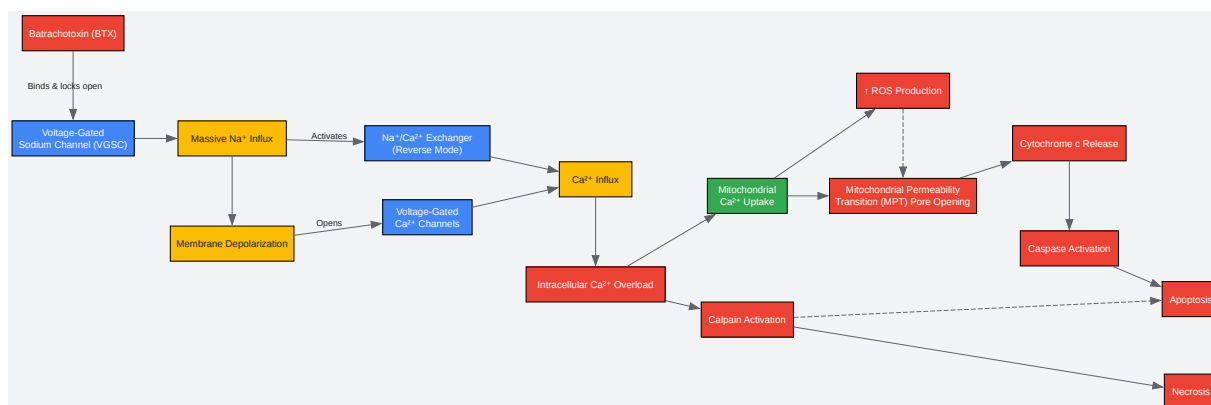 Batrachotoxin (BTX)
Binds & locks open
Voltage-Gated
Sodium Channel (VGSC)
Massive Na⁺ Influx
Activates
Na⁺/Ca²⁺ Exchanger
(Reverse Mode)
Membrane Depolarization
Opens
Voltage-Gated
Ca²⁺ Channels
Ca²⁺ Influx
Intracellular Ca²⁺ Overload
Mitochondrial
Ca²⁺ Uptake
↑ ROS Production
Mitochondrial Permeability
Transition (MPT) Pore Opening
Cytochrome c Release
Caspase Activation
Calpain Activation
Apoptosis
Necrosis